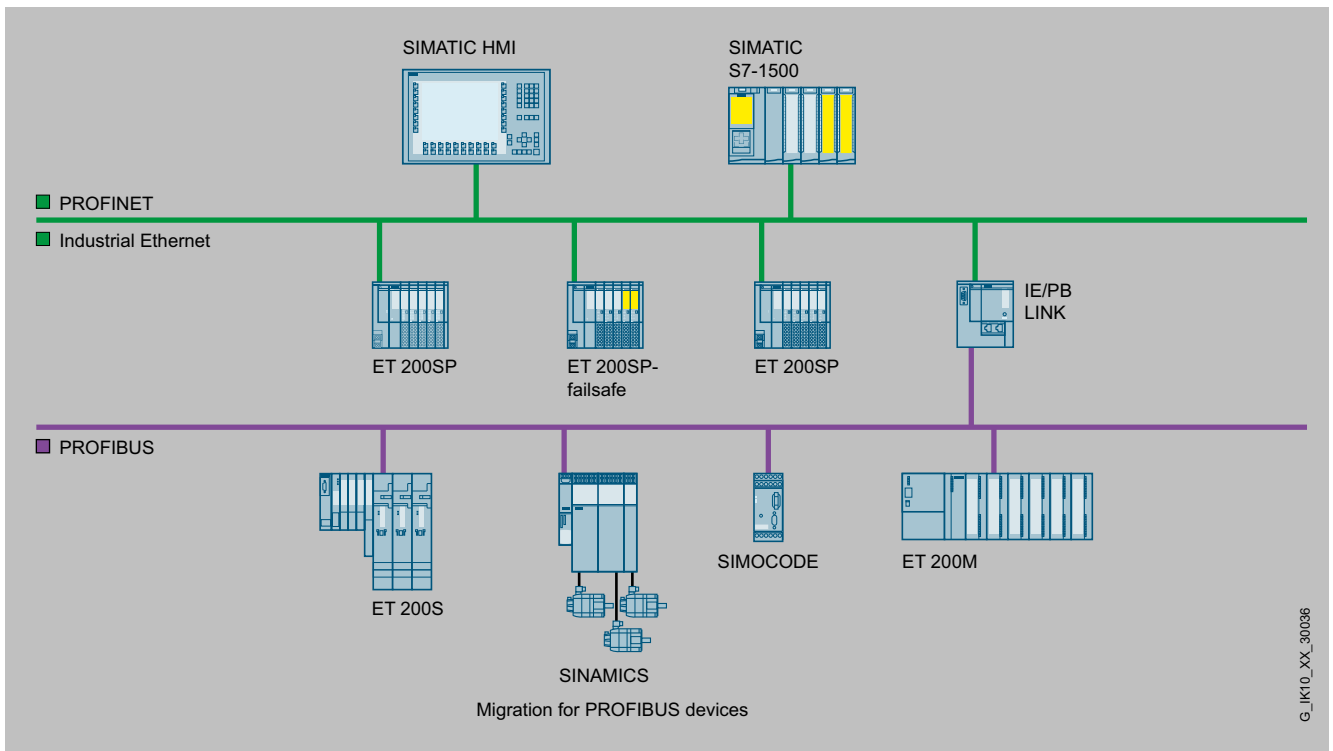 SIMATIC HMI
SIMATIC
S7-1500
PROFINET
Industrial Ethernet
ET 200SP
ET 200SP-
failsafe
ET 200SP
IE/PB
LINK
PROFIBUS
ET 200S
SINAMICS
SIMOCODE
ET 200M
Migration for PROFIBUS devices
G_IK10_XX_30036